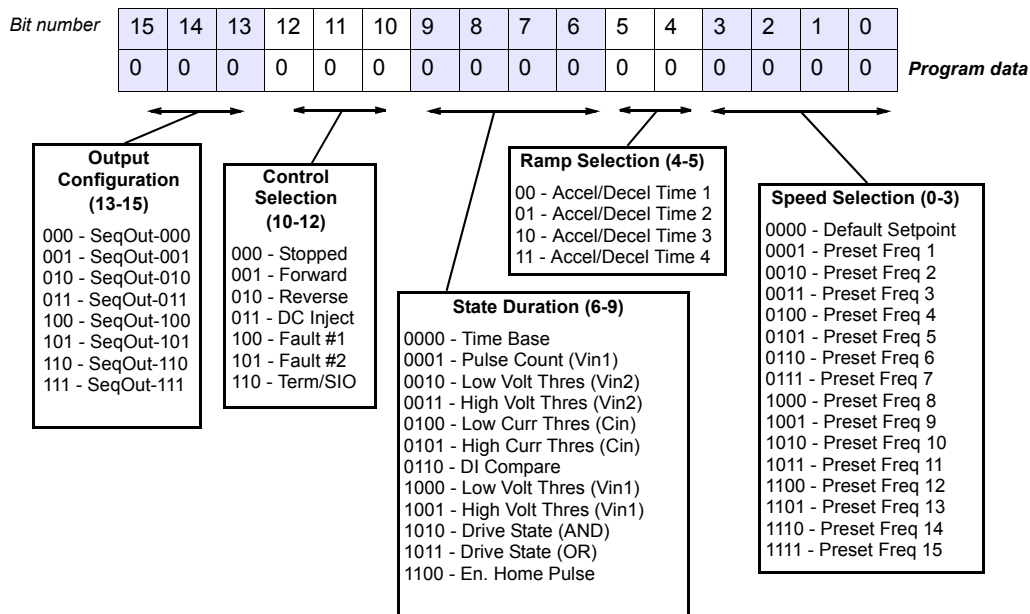 Bit number 15 14 13 12 11 10 9 8 7 6 5 4 3 2 1 0
0 0 0 0 0 0 0 0 0 0 0 0 0 0 0 0 Program data
Output
Configuration
(13-15)
000 - SeqOut-000
001 - SeqOut-001
010 - SeqOut-010
011 - SeqOut-011
100 - SeqOut-100
101 - SeqOut-101
110 - SeqOut-110
111 - SeqOut-111
Control
Selection
(10-12)
000 - Stopped
001 - Forward
010 - Reverse
011 - DC Inject
100 - Fault #1
101 - Fault #2
110 - Term/SIO
State Duration (6-9)
0000 - Time Base
0001 - Pulse Count (Vin1)
0010 - Low Volt Thres (Vin2)
0011 - High Volt Thres (Vin2)
0100 - Low Curr Thres (Cin)
0101 - High Curr Thres (Cin)
0110 - DI Compare
1000 - Low Volt Thres (Vin1)
1001 - High Volt Thres (Vin1)
1010 - Drive State (AND)
1011 - Drive State (OR)
1100 - En. Home Pulse
Ramp Selection (4-5)
00 - Accel/Decel Time 1
01 - Accel/Decel Time 2
10 - Accel/Decel Time 3
11 - Accel/Decel Time 4
Speed Selection (0-3)
0000 - Default Setpoint
0001 - Preset Freq 1
0010 - Preset Freq 2
0011 - Preset Freq 3
0100 - Preset Freq 4
0101 - Preset Freq 5
0110 - Preset Freq 6
0111 - Preset Freq 7
1000 - Preset Freq 8
1001 - Preset Freq 9
1010 - Preset Freq 10
1011 - Preset Freq 11
1100 - Preset Freq 12
1101 - Preset Freq 13
1110 - Preset Freq 14
1111 - Preset Freq 15